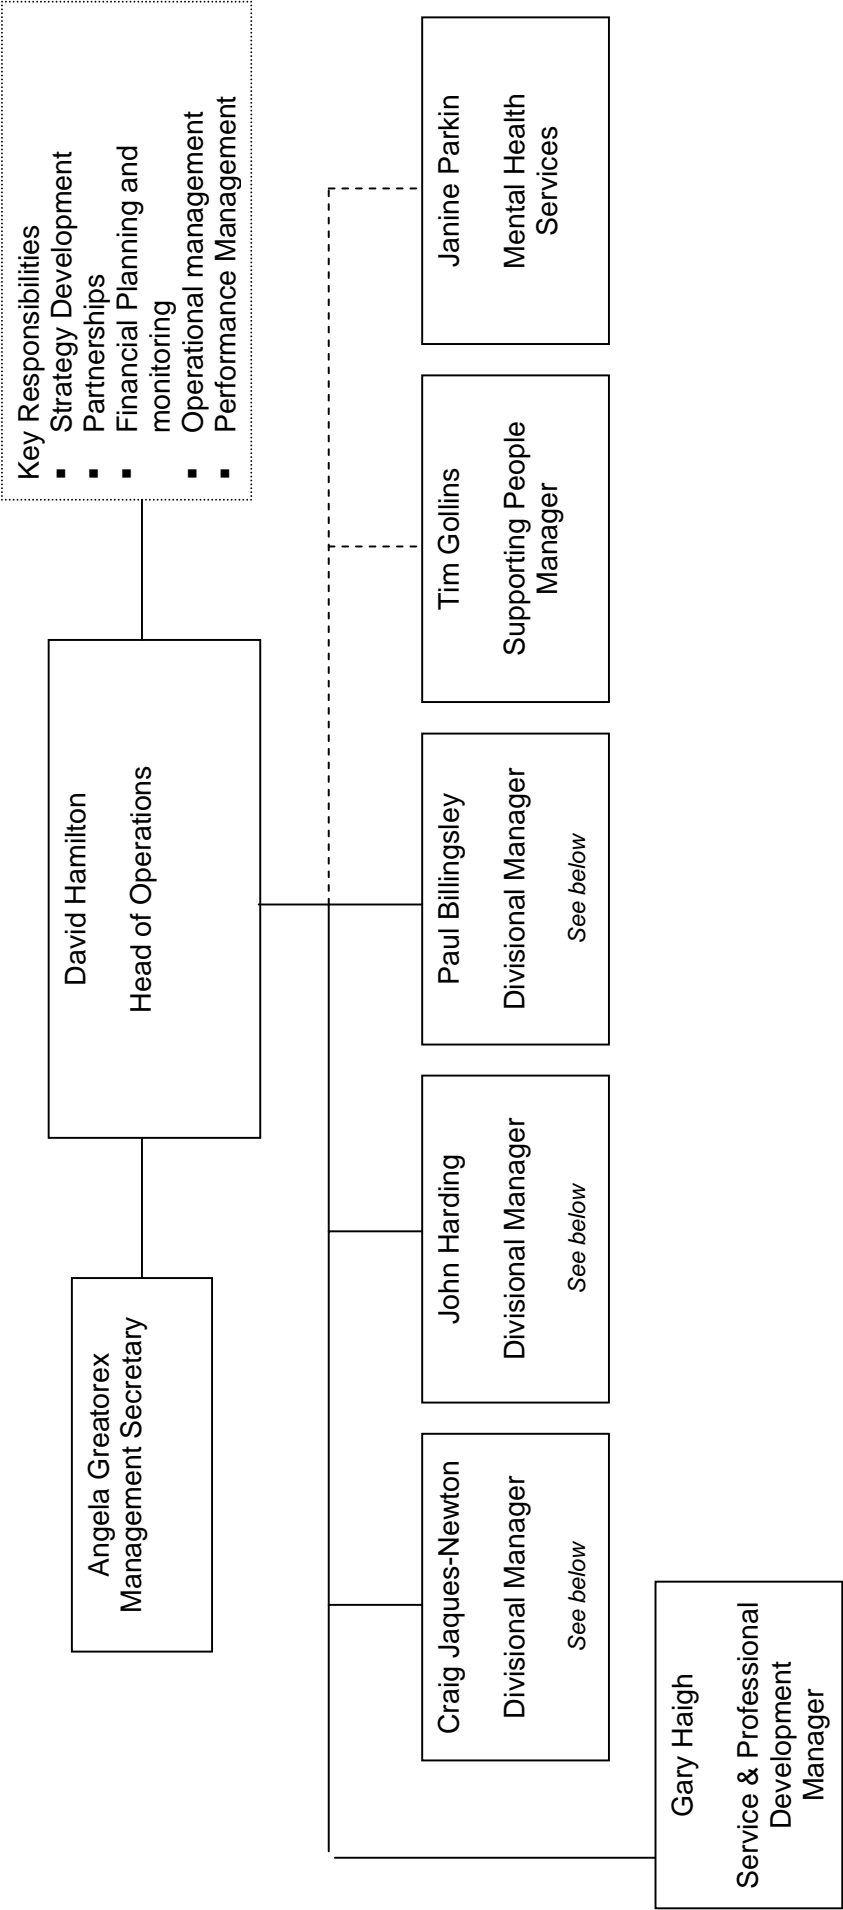 Angela Greatorex
Management Secretary
David Hamilton
Head of Operations
Key Responsibilities
▪ Strategy Development
▪ Partnerships
▪ Financial Planning and
monitoring
▪ Operational management
▪ Performance Management
Craig Jaques-Newton
Divisional Manager
See below
John Harding
Divisional Manager
See below
Paul Billingsley
Divisional Manager
See below
Tim Gollins
Supporting People
Manager
Janine Parkin
Mental Health
Services
Gary Haigh
Service & Professional
Development
Manager